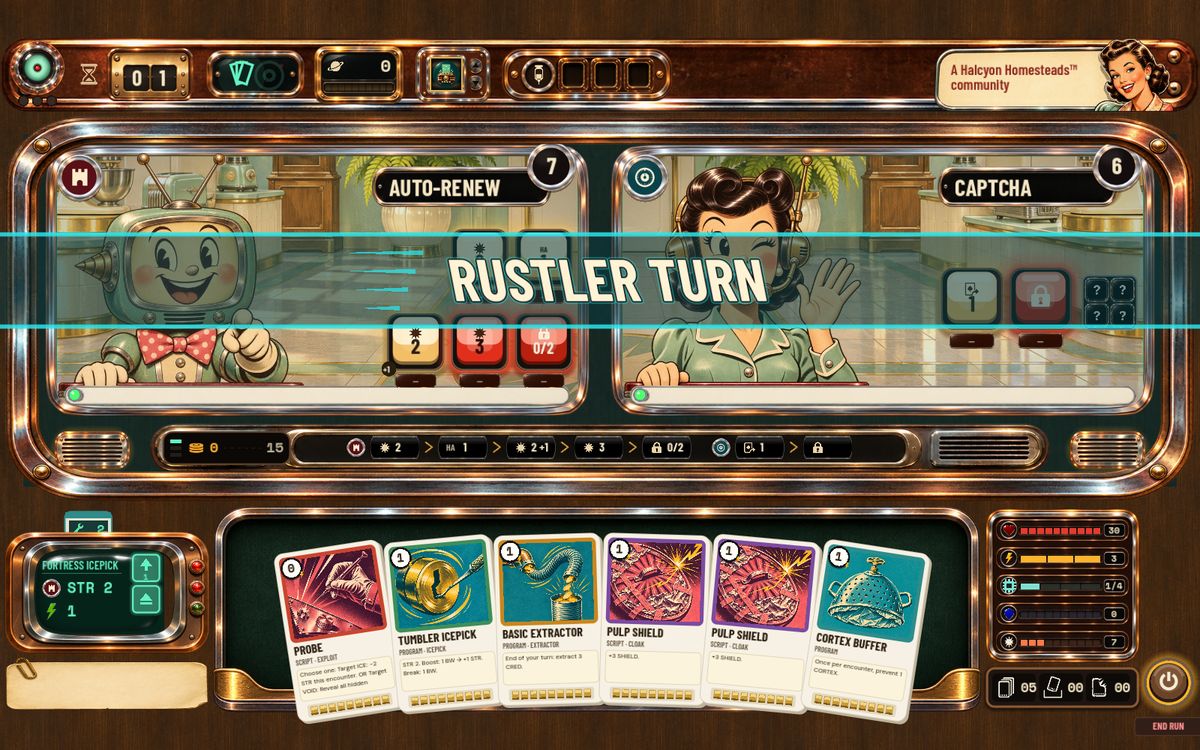 01
0
A Halcyon Homesteads™
community
AUTO-RENEW
7
CAPTCHA
6
RUSTLER TURN
HA
1
? ?
? ?
2
3
0/2
+1
0
15
2
HA 1
2+1
3
0/2
1
2
FORTRESS ICEPICK
STR 2
1
0
PROBE
SCRIPT · EXPLOIT
Choose one: Target ICE: -2
STR this encounter. OR Target
VOID: Reveal all hidden
1
TUMBLER ICEPICK
PROGRAM · ICEPICK
STR 2. Boost: 1 BW → +1 STR.
Break: 1 BW.
1
BASIC EXTRACTOR
PROGRAM · EXTRACTOR
End of your turn: extract 3
CRED.
1
PULP SHIELD
SCRIPT · CLOAK
+3 SHIELD.
1
PULP SHIELD
SCRIPT · CLOAK
+3 SHIELD.
1
CORTEX BUFFER
PROGRAM
Once per encounter, prevent 1
CORTEX.
30
3
1/4
0
7
05
00
00
END RUN